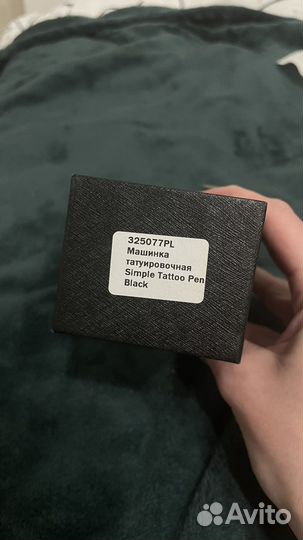 325077PL
Машинка
татуировочная
Simple Tattoo Pen
Black
Avito